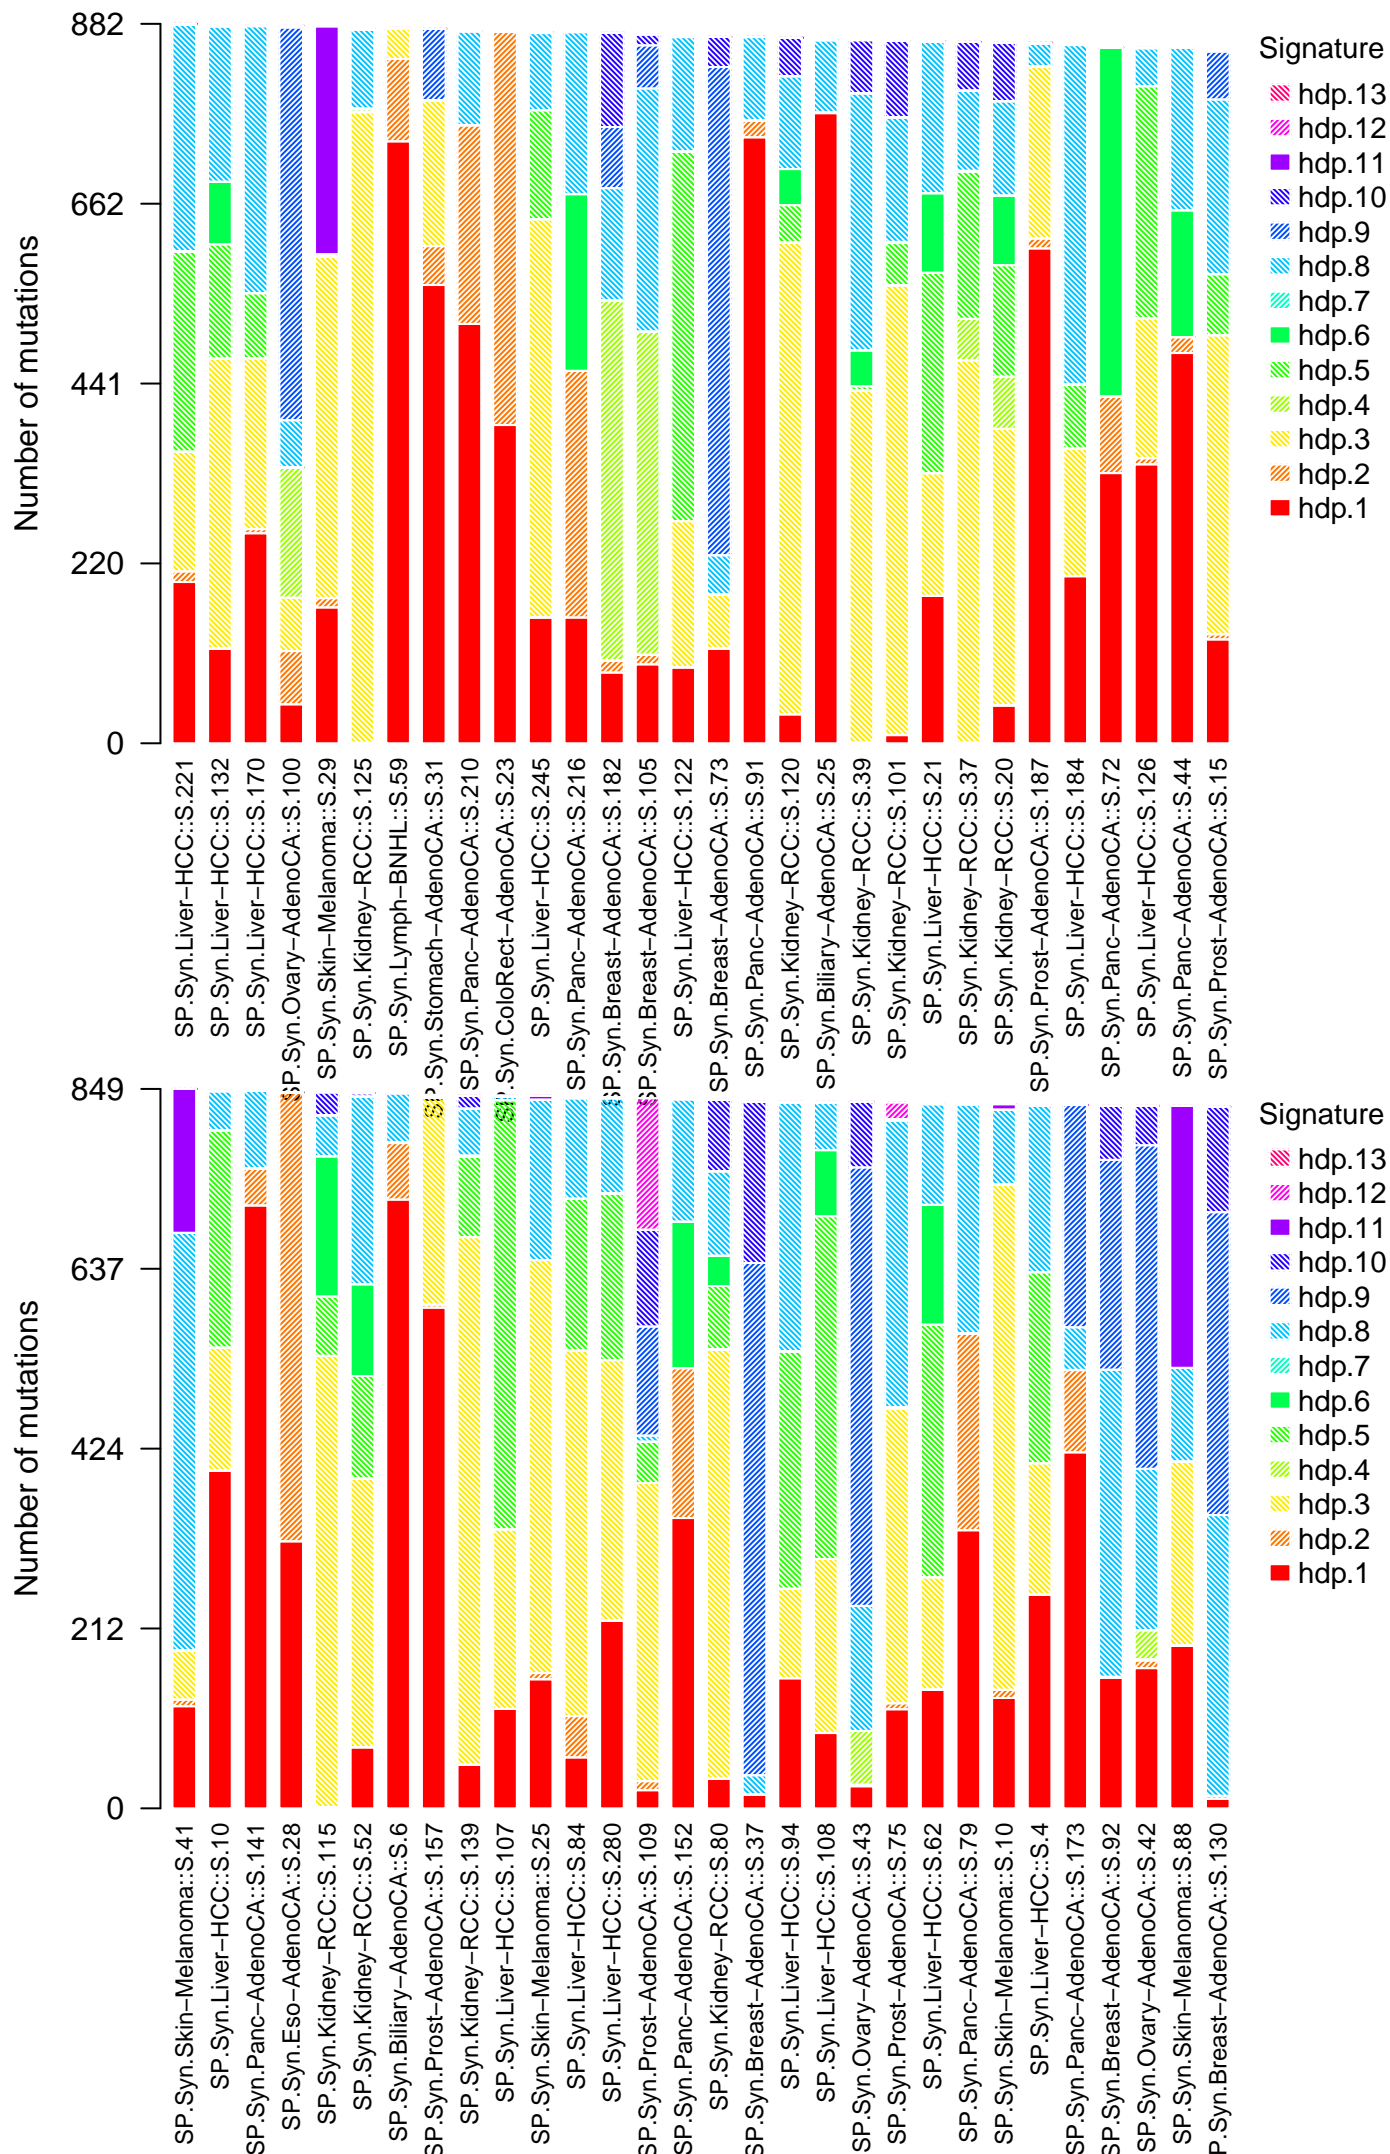 882
662
441
220
0
Number of mutations
Signature
hdp.13
hdp.12
hdp.11
hdp.10
hdp.9
hdp.8
hdp.7
hdp.6
hdp.5
hdp.4
hdp.3
hdp.2
hdp.1
SP.Syn.Liver−HCC::S.221
SP.Syn.Liver−HCC::S.132
SP.Syn.Liver−HCC::S.170
SP.Syn.Ovary−AdenoCA::S.100
SP.Syn.Skin−Melanoma::S.29
SP.Syn.Kidney−RCC::S.125
SP.Syn.Lymph−BNHL::S.59
SP.Syn.Stomach−AdenoCA::S.31
SP.Syn.Panc−AdenoCA::S.210
SP.Syn.ColoRect−AdenoCA::S.23
SP.Syn.Liver−HCC::S.245
SP.Syn.Panc−AdenoCA::S.216
SP.Syn.Breast−AdenoCA::S.182
SP.Syn.Breast−AdenoCA::S.105
SP.Syn.Liver−HCC::S.122
SP.Syn.Breast−AdenoCA::S.73
SP.Syn.Panc−AdenoCA::S.91
SP.Syn.Kidney−RCC::S.120
SP.Syn.Biliary−AdenoCA::S.25
SP.Syn.Kidney−RCC::S.39
SP.Syn.Kidney−RCC::S.101
SP.Syn.Liver−HCC::S.21
SP.Syn.Kidney−RCC::S.37
SP.Syn.Kidney−RCC::S.20
SP.Syn.Prost−AdenoCA::S.187
SP.Syn.Liver−HCC::S.184
SP.Syn.Panc−AdenoCA::S.72
SP.Syn.Liver−HCC::S.126
SP.Syn.Panc−AdenoCA::S.44
SP.Syn.Prost−AdenoCA::S.15
849
637
424
212
0
Number of mutations
Signature
hdp.13
hdp.12
hdp.11
hdp.10
hdp.9
hdp.8
hdp.7
hdp.6
hdp.5
hdp.4
hdp.3
hdp.2
hdp.1
SP.Syn.Skin−Melanoma::S.41
SP.Syn.Liver−HCC::S.10
SP.Syn.Panc−AdenoCA::S.141
SP.Syn.Eso−AdenoCA::S.28
SP.Syn.Kidney−RCC::S.115
SP.Syn.Kidney−RCC::S.52
SP.Syn.Biliary−AdenoCA::S.6
SP.Syn.Prost−AdenoCA::S.157
SP.Syn.Kidney−RCC::S.139
SP.Syn.Liver−HCC::S.107
SP.Syn.Skin−Melanoma::S.25
SP.Syn.Liver−HCC::S.84
SP.Syn.Liver−HCC::S.280
SP.Syn.Prost−AdenoCA::S.109
SP.Syn.Panc−AdenoCA::S.152
SP.Syn.Kidney−RCC::S.80
SP.Syn.Breast−AdenoCA::S.37
SP.Syn.Liver−HCC::S.94
SP.Syn.Liver−HCC::S.108
SP.Syn.Ovary−AdenoCA::S.43
SP.Syn.Prost−AdenoCA::S.75
SP.Syn.Liver−HCC::S.62
SP.Syn.Panc−AdenoCA::S.79
SP.Syn.Skin−Melanoma::S.10
SP.Syn.Liver−HCC::S.4
SP.Syn.Panc−AdenoCA::S.173
SP.Syn.Breast−AdenoCA::S.92
SP.Syn.Ovary−AdenoCA::S.42
SP.Syn.Skin−Melanoma::S.88
P.Syn.Breast−AdenoCA::S.130